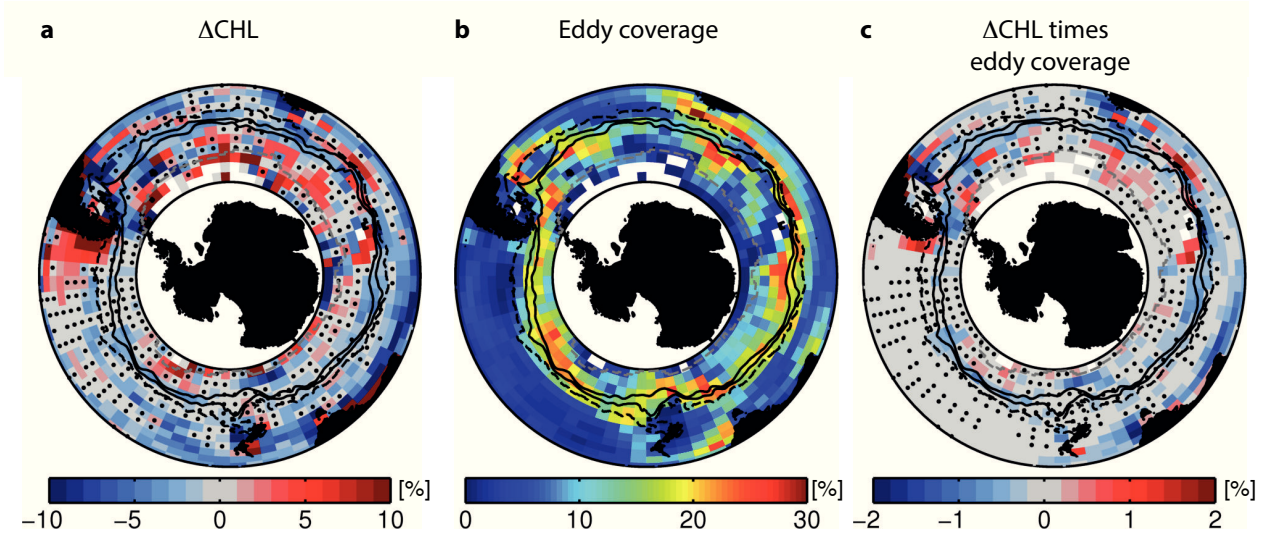 a ΔCHL
b Eddy coverage
c ΔCHL times
eddy coverage
−10 −5 0 5 10 [%]
0 10 20 30 [%]
−2 −1 0 1 2 [%]